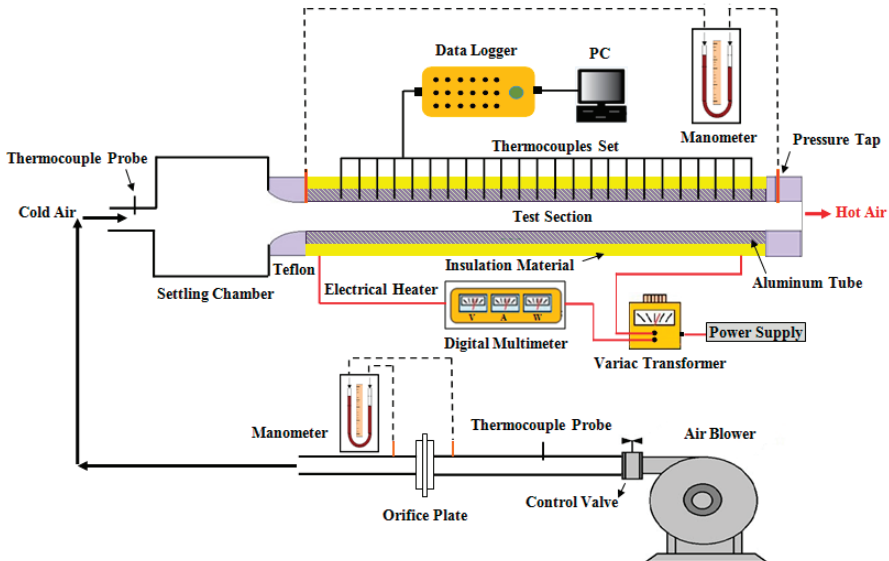 Data Logger
PC
Manometer
Pressure Tap
Thermocouple
Probe
Thermocouples Set
Cold Air
Test Section
Hot Air
Teflon
Insulation Material
Aluminum Tube
Settling Chamber
Electrical Heater
V A W
Power Supply
Digital Multimeter
Variac Transformer
Manometer
Thermocouple Probe
Air Blower
Control Valve
Orifice Plate